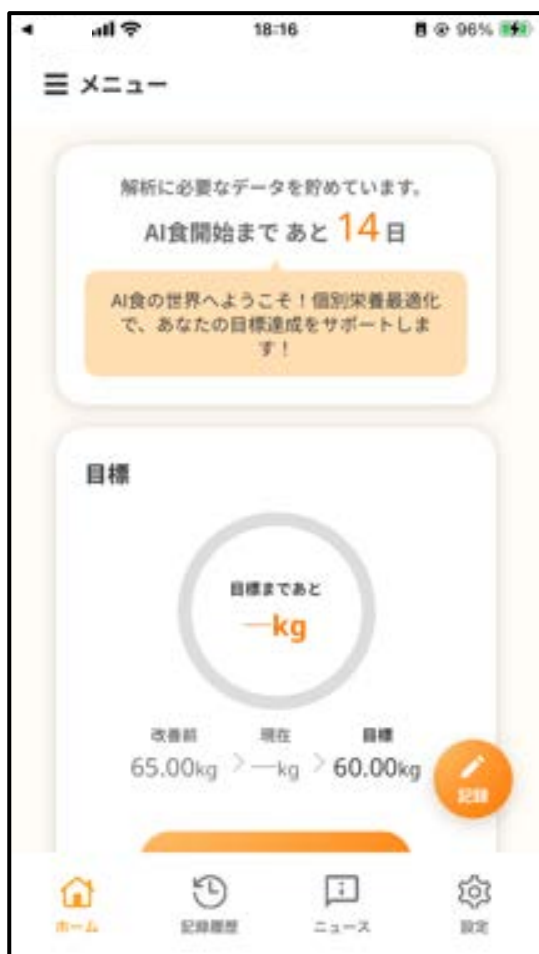 18:16
96%
メニュー
解析に必要なデータを貯めています。
AI食開始まで あと 14 日
AI食の世界へようこそ！個別栄養最適化
で、あなたの目標達成をサポートしま
す！
目標
目標まであと
―kg
改善前 現在 目標
65.00kg > ―kg > 60.00kg
記録
ホーム 記録履歴 ニュース 設定